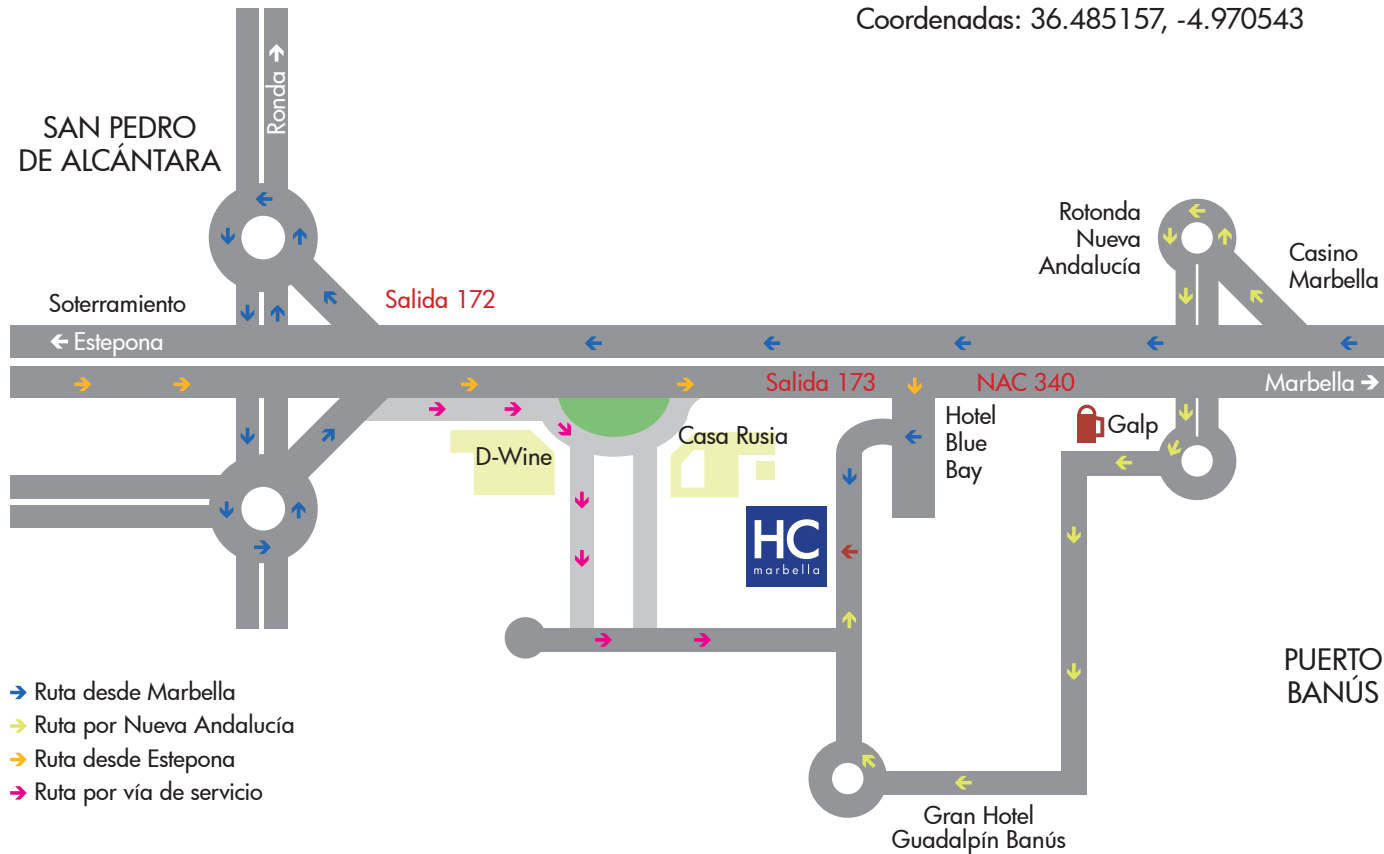 Coordenadas: 36.485157, -4.970543
Ronda
SAN PEDRO
DE ALCÁNTARA
Rotonda
Nueva
Andalucía
Casino
Marbella
Soterramiento
Salida 172
Estepona
Salida 173
NAC 340
Marbella
Hotel
Blue
Bay
Galp
Casa Rusia
D-Wine
HC
marbella
PUERTO
BANÚS
Ruta desde Marbella
Ruta por Nueva Andalucía
Ruta desde Estepona
Ruta por vía de servicio
Gran Hotel
Guadalpín Banús